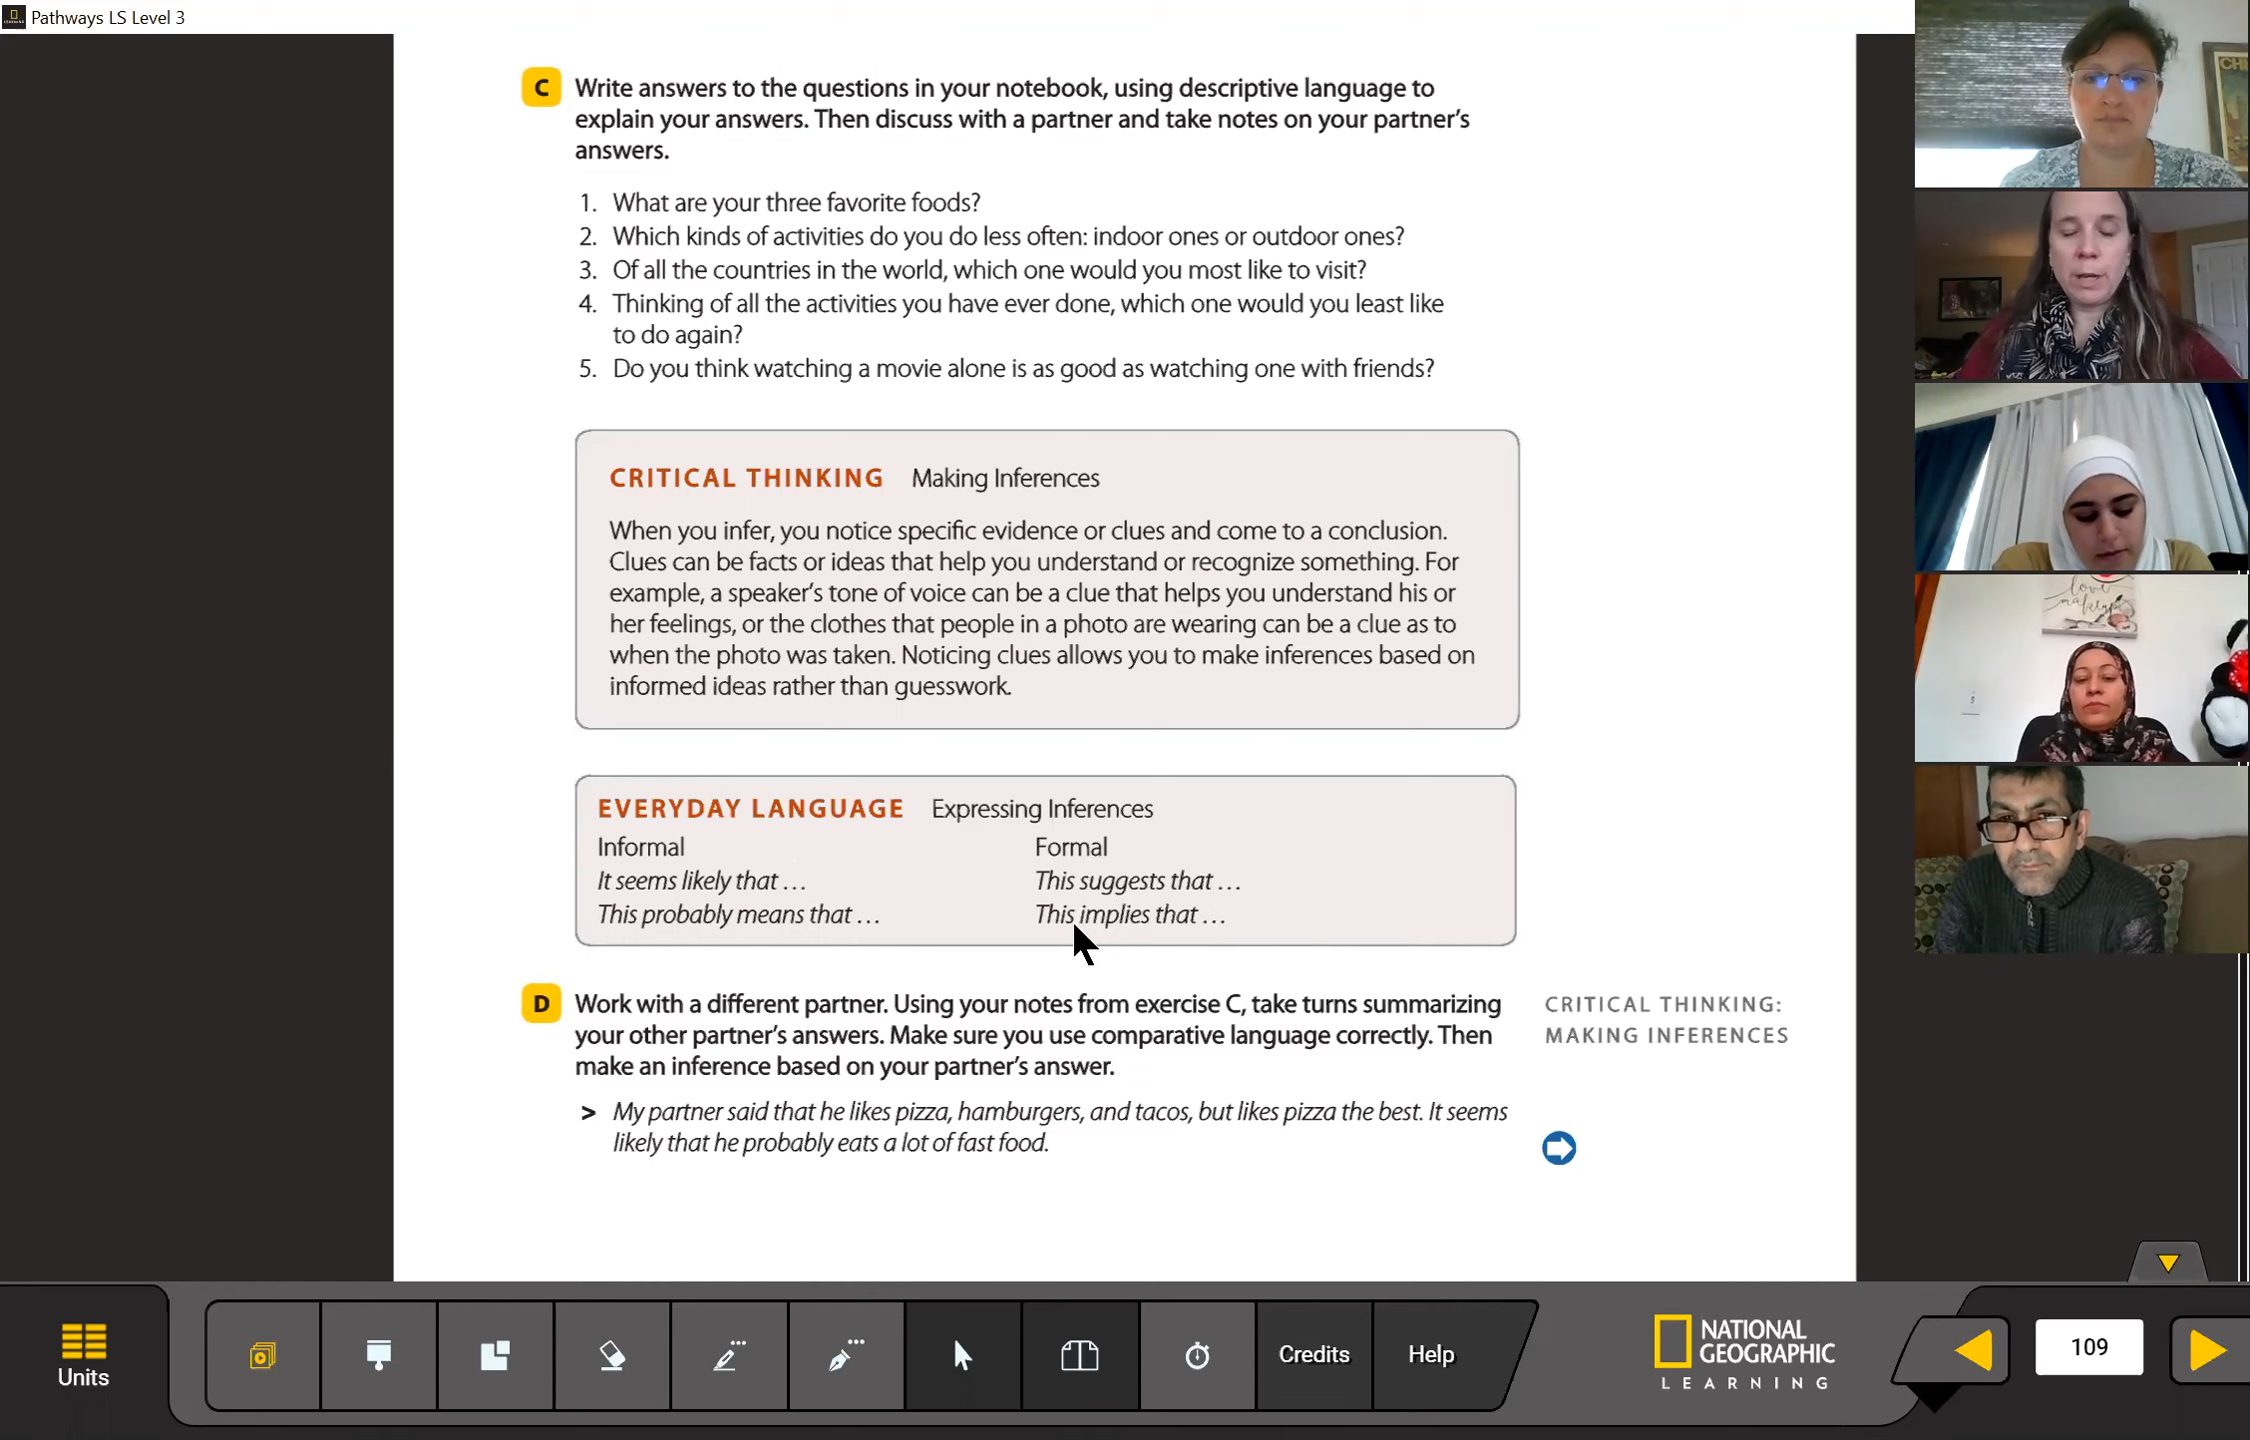 Pathways LS Level 3
C Write answers to the questions in your notebook, using descriptive language to
explain your answers. Then discuss with a partner and take notes on your partner's
answers.
1. What are your three favorite foods?
2. Which kinds of activities do you do less often: indoor ones or outdoor ones?
3. Of all the countries in the world, which one would you most like to visit?
4. Thinking of all the activities you have ever done, which one would you least like
to do again?
5. Do you think watching a movie alone is as good as watching one with friends?
CRITICAL THINKING Making Inferences
When you infer, you notice specific evidence or clues and come to a conclusion.
Clues can be facts or ideas that help you understand or recognize something. For
example, a speaker's tone of voice can be a clue that helps you understand his or
her feelings, or the clothes that people in a photo are wearing can be a clue as to
when the photo was taken. Noticing clues allows you to make inferences based on
informed ideas rather than guesswork.
EVERYDAY LANGUAGE Expressing Inferences
Informal Formal
It seems likely that ... This suggests that ...
This probably means that ... This implies that ...
D Work with a different partner. Using your notes from exercise C, take turns summarizing
your other partner's answers. Make sure you use comparative language correctly. Then
make an inference based on your partner's answer.
CRITICAL THINKING:
MAKING INFERENCES
> My partner said that he likes pizza, hamburgers, and tacos, but likes pizza the best. It seems
likely that he probably eats a lot of fast food.
Units
Credits
Help
NATIONAL
GEOGRAPHIC
LEARNING
109
love
makeup